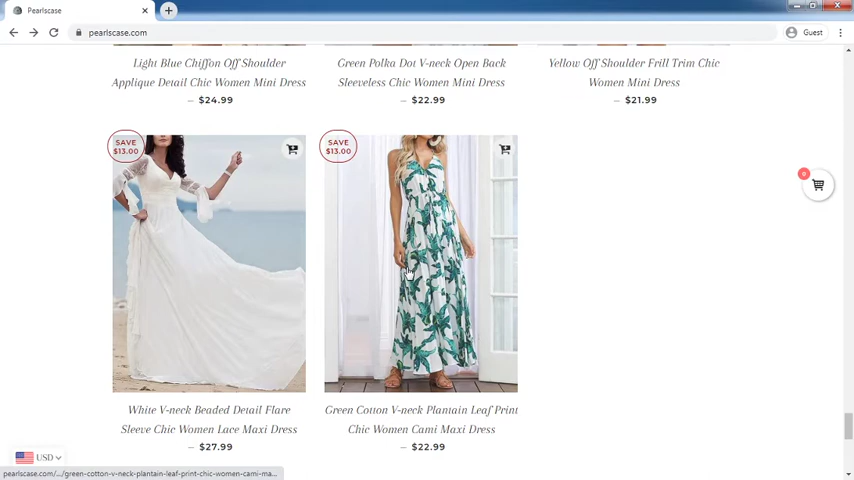 Pearlscase
pearlscase.com
Guest
Light Blue Chiffon Off Shoulder
Applique Detail Chic Women Mini Dress
— $24.99
Green Polka Dot V-neck Open Back
Sleeveless Chic Women Mini Dress
— $22.99
Yellow Off Shoulder Frill Trim Chic
Women Mini Dress
— $21.99
SAVE
$13.00
SAVE
$13.00
0
White V-neck Beaded Detail Flare
Sleeve Chic Women Lace Maxi Dress
— $27.99
Green Cotton V-neck Plantain Leaf Print
Chic Women Cami Maxi Dress
— $22.99
USD
pearlscase.com/.../green-cotton-v-neck-plantain-leaf-print-chic-women-cami-ma...